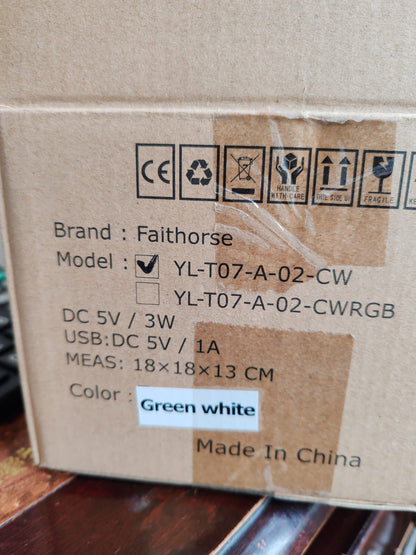 CE
HANDLE
WITH CARE
THIS SIDE UP
FRAGILE
Brand : Faithorse
Model : YL-T07-A-02-CW
YL-T07-A-02-CWRGB
DC 5V / 3W
USB:DC 5V / 1A
MEAS: 18×18×13 CM
Color : Green white
Made In China